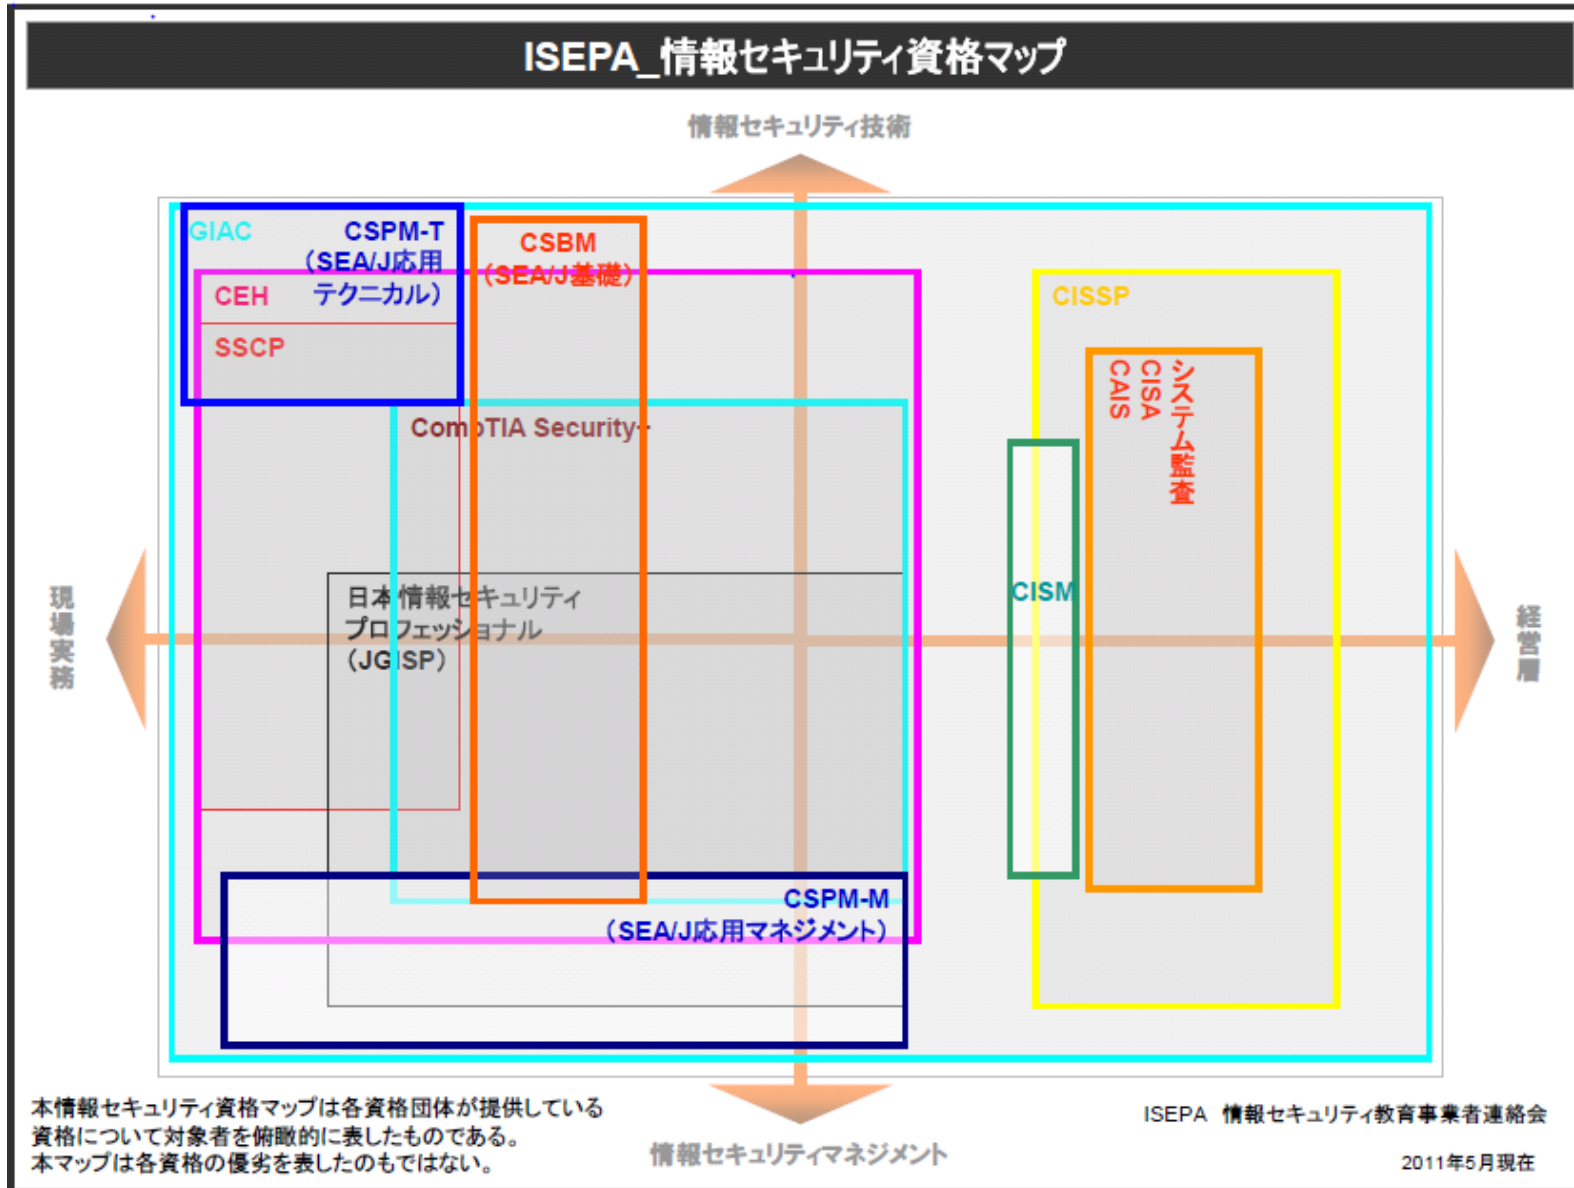 ISEPA_情報セキュリティ資格マップ
情報セキュリティ技術
GIAC
CSPM-T
（SEA/J応用
テクニカル）
CSBM
（SEA/J基礎）
CEH
SSCP
CISSP
システム監査
CISA
CAIS
CompTIA Security+
日本情報セキュリティ
プロフェッショナル
（JGISP）
CISM
現場実務
経営層
CSPM-M
（SEA/J応用マネジメント）
本情報セキュリティ資格マップは各資格団体が提供している
資格について対象者を俯瞰的に表したものである。
本マップは各資格の優劣を表したのもではない。
情報セキュリティマネジメント
ISEPA 情報セキュリティ教育事業者連絡会
2011年5月現在